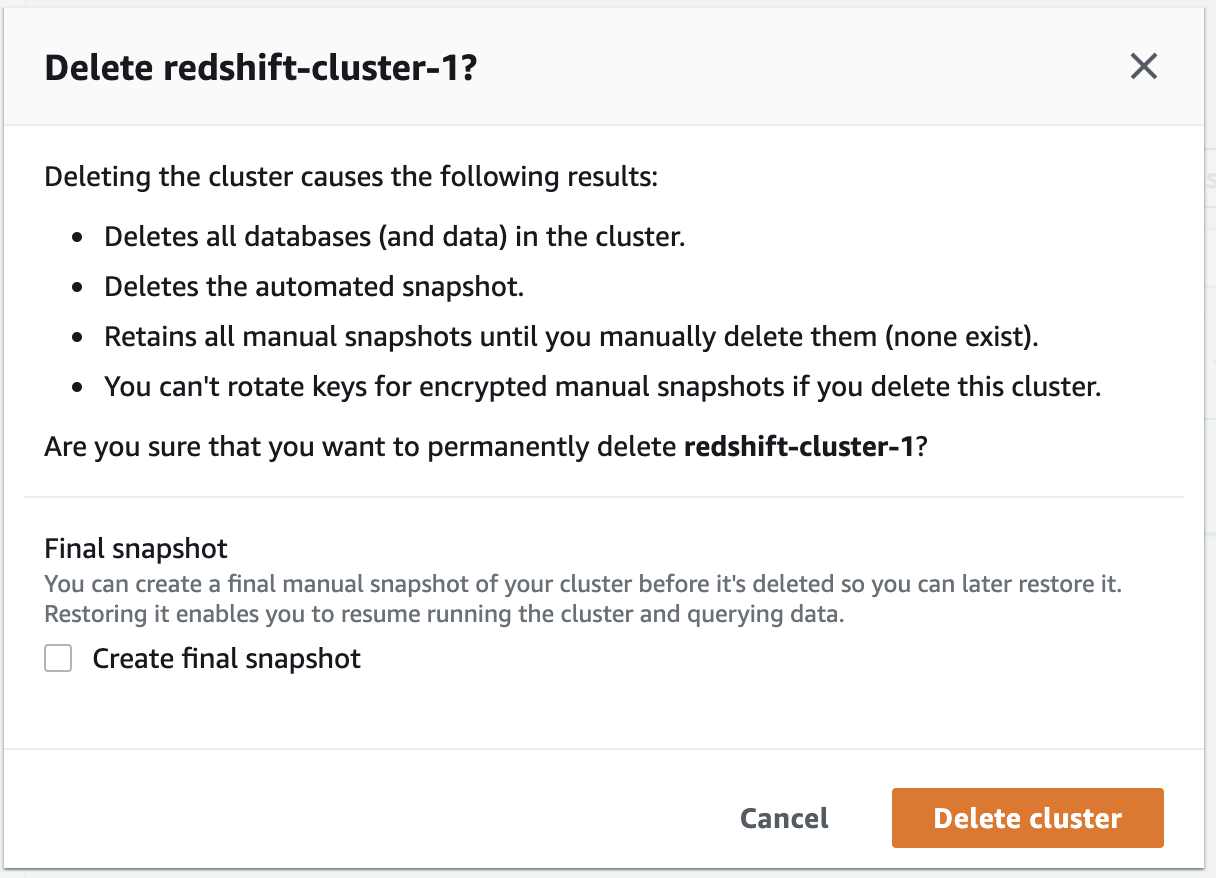 Delete redshift-cluster-1?
Deleting the cluster causes the following results:
• Deletes all databases (and data) in the cluster.
• Deletes the automated snapshot.
• Retains all manual snapshots until you manually delete them (none exist).
• You can't rotate keys for encrypted manual snapshots if you delete this cluster.
Are you sure that you want to permanently delete redshift-cluster-1?
Final snapshot
You can create a final manual snapshot of your cluster before it's deleted so you can later restore it.
Restoring it enables you to resume running the cluster and querying data.
Create final snapshot
Cancel
Delete cluster